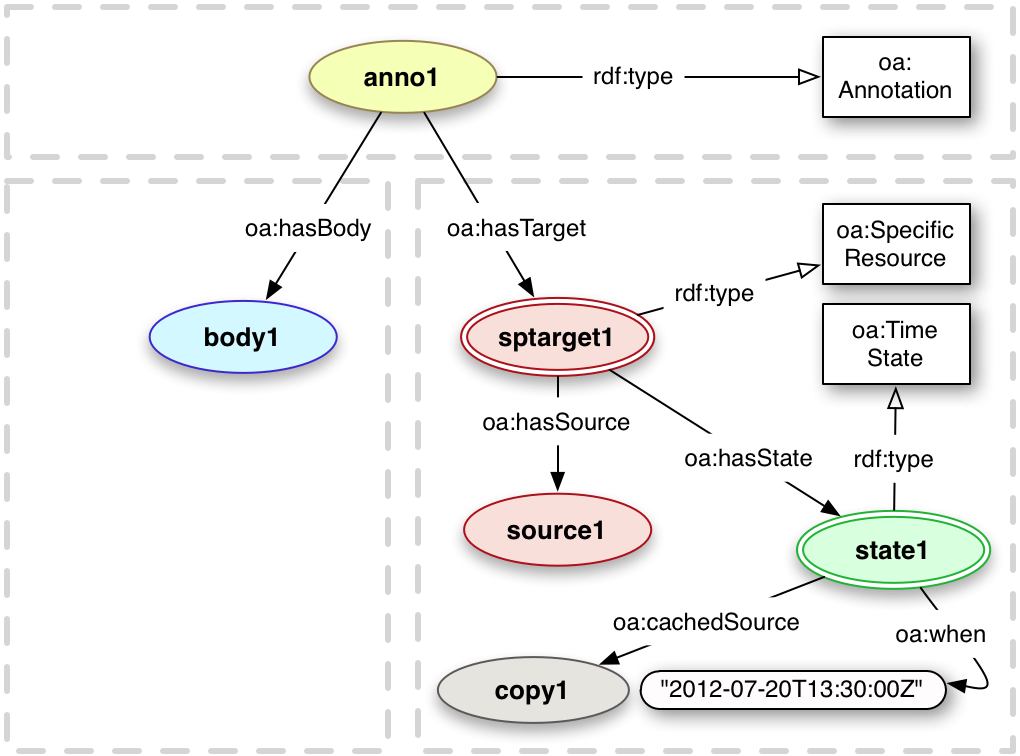 anno1
rdf:type
oa:
Annotation
oa:hasBody
oa:hasTarget
oa:Specific
Resource
rdf:type
body1
sptarget1
oa:Time
State
oa:hasSource
oa:hasState
rdf:type
source1
state1
oa:cachedSource
oa:when
copy1
"2012-07-20T13:30:00Z"